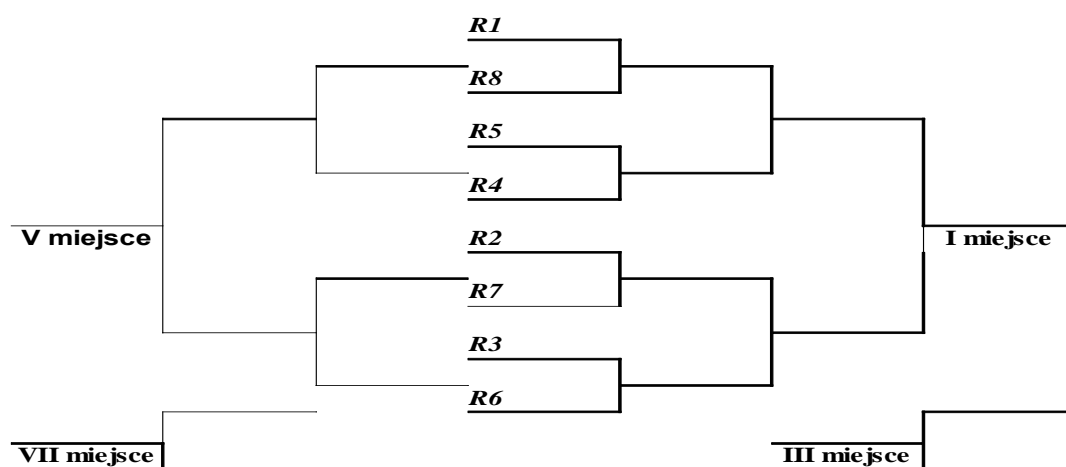 R1
R8
R5
R4
V miejsce
I miejsce
R2
R7
R3
R6
VII miejsce
III miejsce